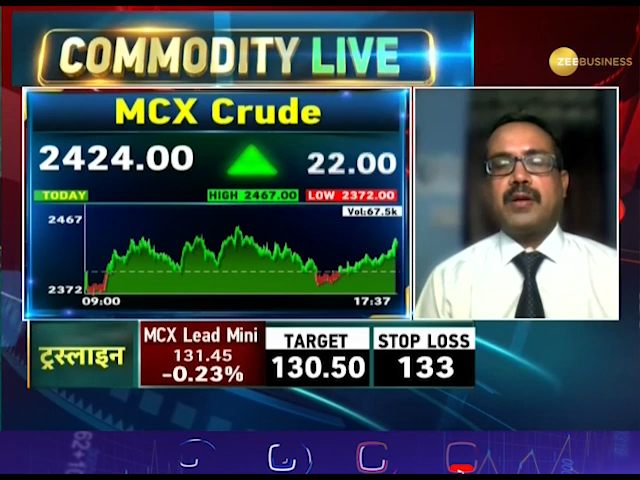 COMMODITY LIVE
ZEEBUSINESS
MCX Crude
2424.00
22.00
TODAY
HIGH 2467.00
LOW 2372.00
Vol:67.5k
2467
2372
09:00
17:37
ट्रस्लाइन
MCX Lead Mini
131.45
-0.23%
TARGET
130.50
STOP LOSS
133